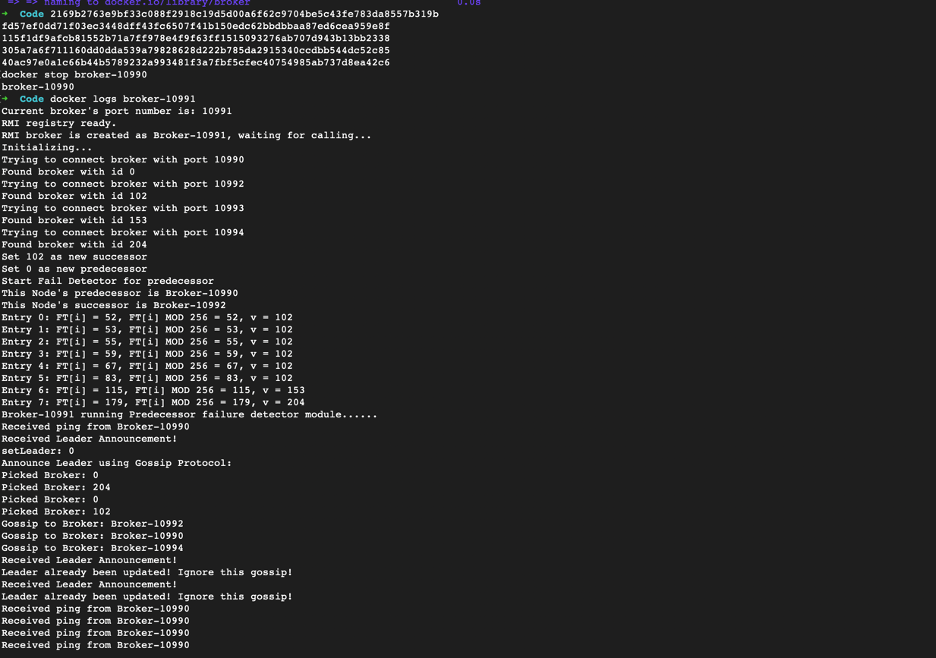 => => naming to docker.io/library/broker 0.0s
→ Code 2169b2763e9bf33c088f2918c19d5d00a6f62c9704be5c43fe783da8557b319b
fd57ef0dd71f03ec3448dff43fc6507f41b150edc62bbdbbaa87ed6cea959e8f
115f1df9afcb81552b71a7ff978e4f9f63ff1515093276ab707d943b13bb2338
305a7a6f711160dd0dda539a79828628d222b785da2915340ccdbb544dc52c85
40ac97e0a1c66b44b5789232a993481f3a7fbf5cfec40754985ab737d8ea42c6
docker stop broker-10990
broker-10990
→ Code docker logs broker-10991
Current broker's port number is: 10991
RMI registry ready.
RMI broker is created as Broker-10991, waiting for calling...
Initializing...
Trying to connect broker with port 10990
Found broker with id 0
Trying to connect broker with port 10992
Found broker with id 102
Trying to connect broker with port 10993
Found broker with id 153
Trying to connect broker with port 10994
Found broker with id 204
Set 102 as new successor
Set 0 as new predecessor
Start Fail Detector for predecessor
This Node's predecessor is Broker-10990
This Node's successor is Broker-10992
Entry 0: FT[i] = 52, FT[i] MOD 256 = 52, v = 102
Entry 1: FT[i] = 53, FT[i] MOD 256 = 53, v = 102
Entry 2: FT[i] = 55, FT[i] MOD 256 = 55, v = 102
Entry 3: FT[i] = 59, FT[i] MOD 256 = 59, v = 102
Entry 4: FT[i] = 67, FT[i] MOD 256 = 67, v = 102
Entry 5: FT[i] = 83, FT[i] MOD 256 = 83, v = 102
Entry 6: FT[i] = 115, FT[i] MOD 256 = 115, v = 153
Entry 7: FT[i] = 179, FT[i] MOD 256 = 179, v = 204
Broker-10991 running Predecessor failure detector module......
Received ping from Broker-10990
Received Leader Announcement!
setLeader: 0
Announce Leader using Gossip Protocol:
Picked Broker: 0
Picked Broker: 204
Picked Broker: 0
Picked Broker: 102
Gossip to Broker: Broker-10992
Gossip to Broker: Broker-10990
Gossip to Broker: Broker-10994
Received Leader Announcement!
Leader already been updated! Ignore this gossip!
Received Leader Announcement!
Leader already been updated! Ignore this gossip!
Received ping from Broker-10990
Received ping from Broker-10990
Received ping from Broker-10990
Received ping from Broker-10990